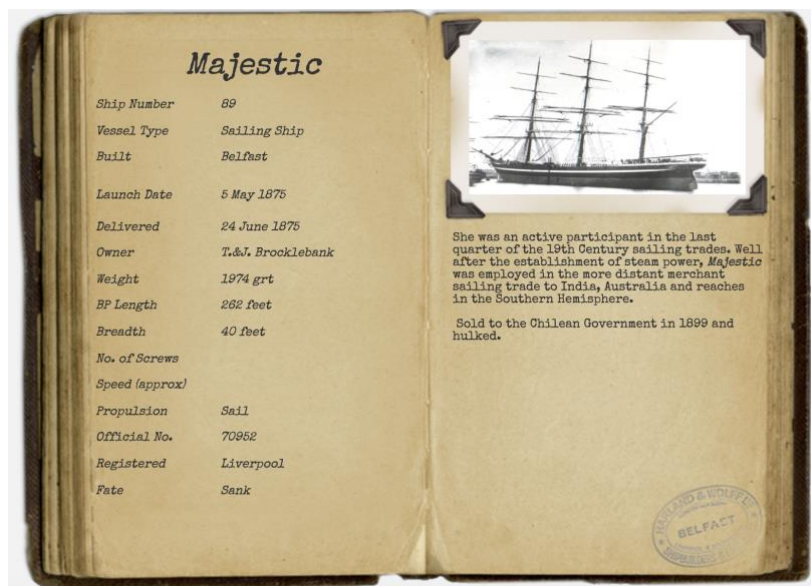 Majestic
Ship Number 89
Vessel Type Sailing Ship
Built Belfast
Launch Date 5 May 1875
Delivered 24 June 1875
Owner T.&J. Brocklebank
Weight 1974 grt
BP Length 262 feet
Breadth 40 feet
No. of Screws
Speed (approx)
Propulsion Sail
Official No. 70952
Registered Liverpool
Fate Sank
She was an active participant in the last
quarter of the 19th Century sailing trades. Well
after the establishment of steam power, Majestic
was employed in the more distant merchant
sailing trade to India, Australia and reaches
in the Southern Hemisphere.
Sold to the Chilean Government in 1899 and
hulked.
HARLAND & WOLFF
BELFAST